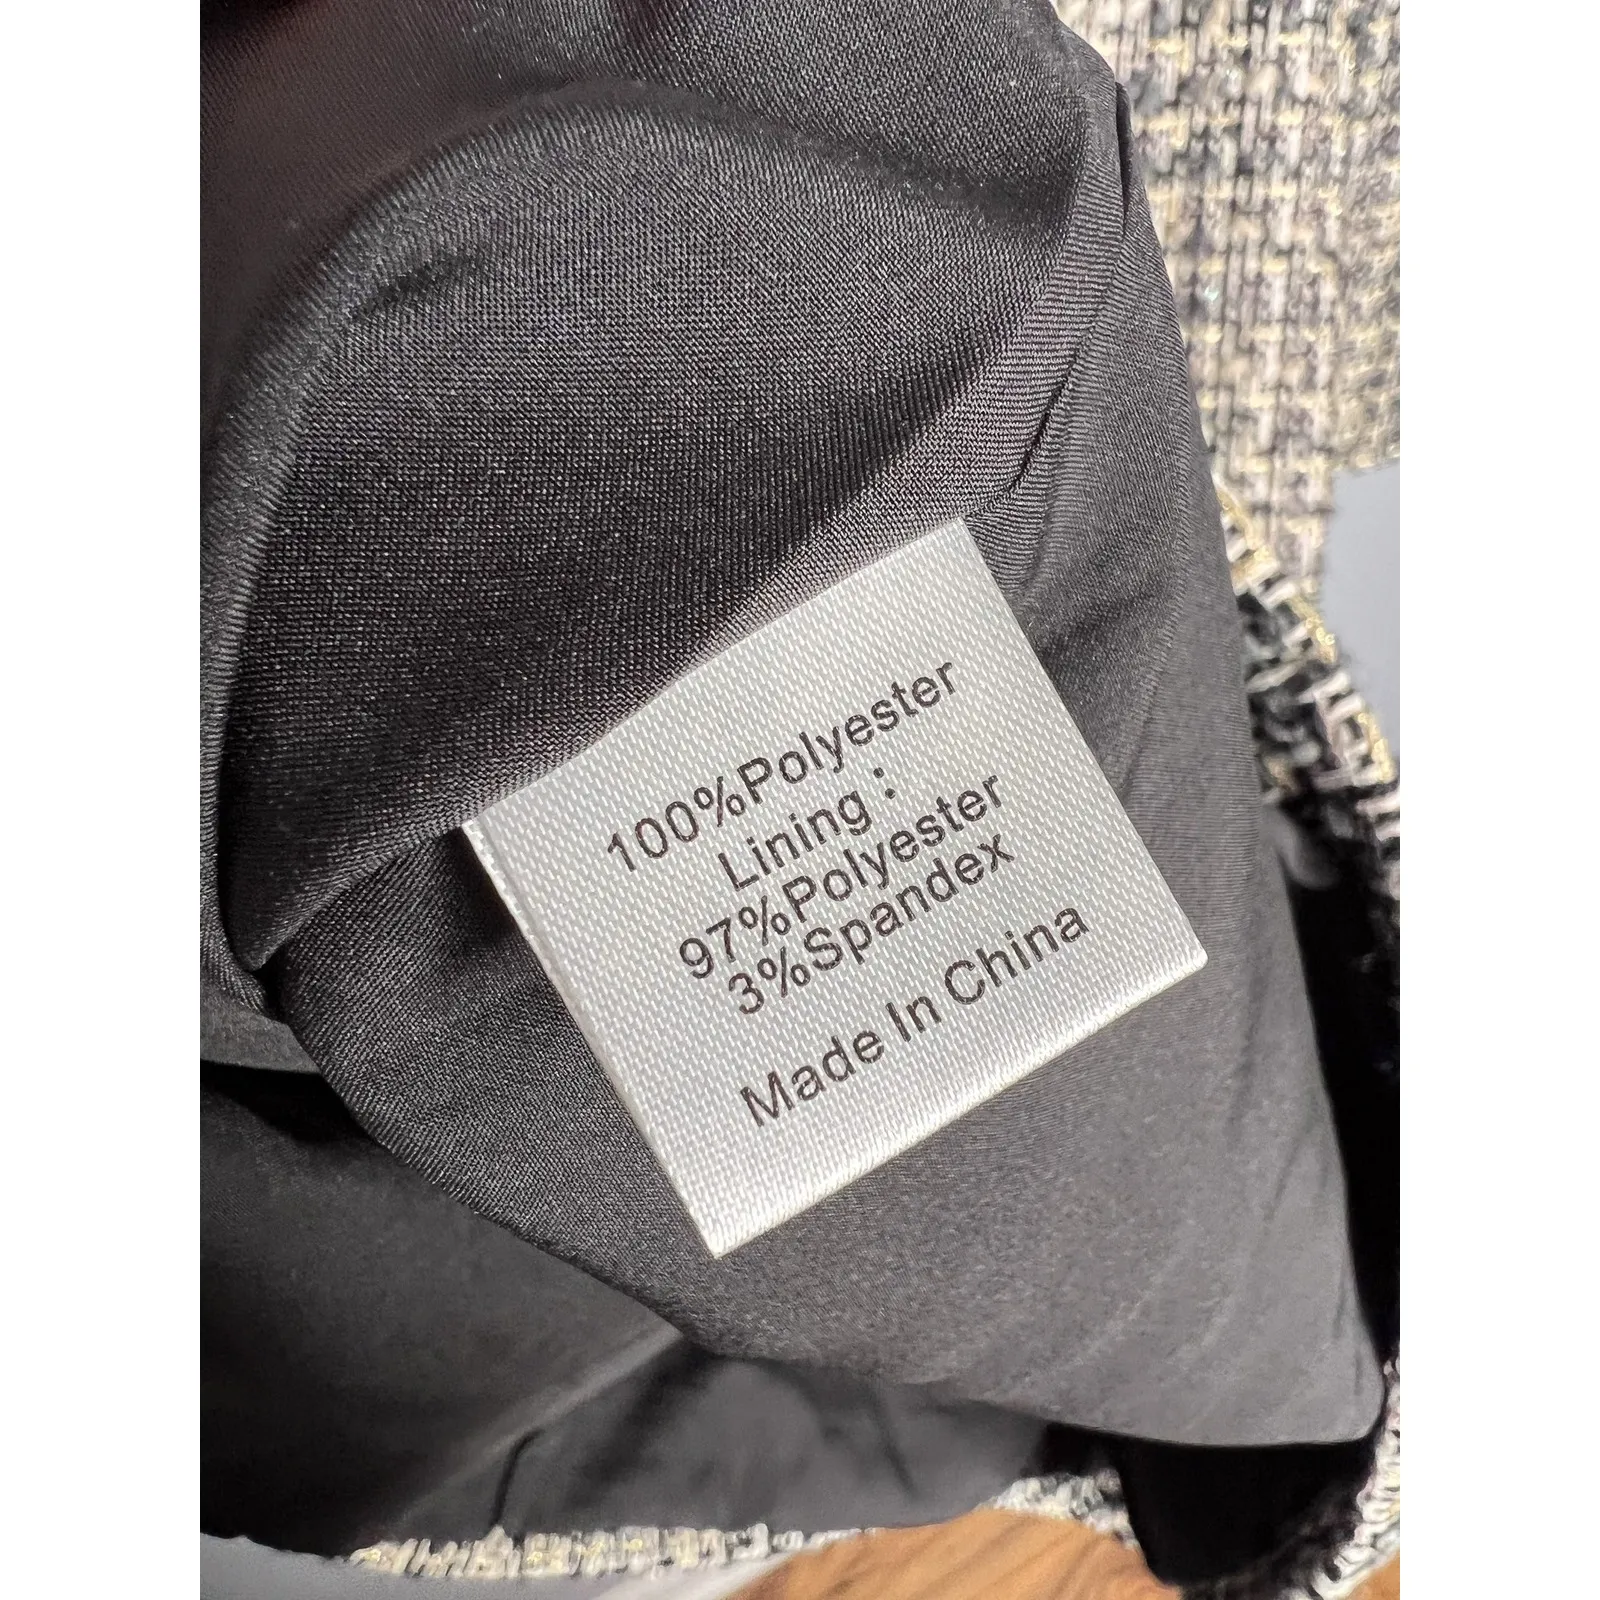 100%Polyester
Lining :
97%Polyester
3%Spandex
Made In China